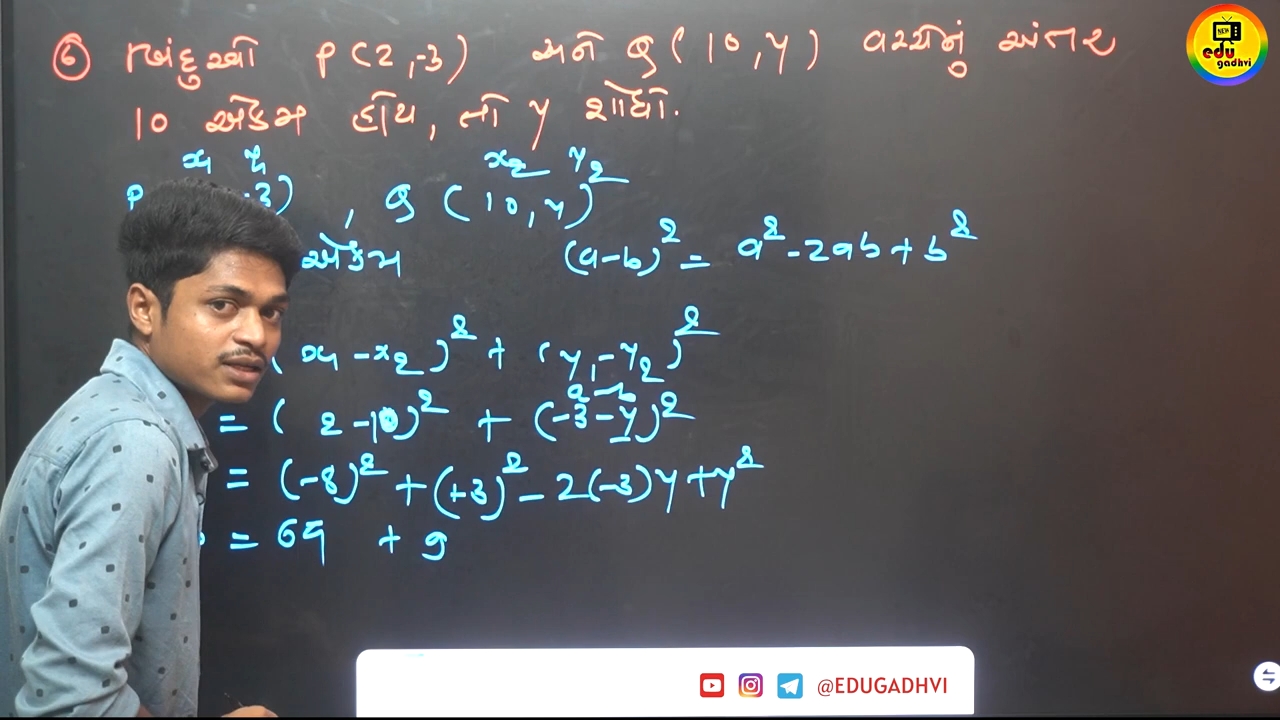 ⑥ બિંદુઓ P(2,-3) અને Q(10,y) વચ્ચેનું અંતર
10 એકમ હોય, તો y શોધો.
x₁ y₁ x₂ y₂
P -3) , Q (10,y)
એકમ (a-b)² = a² - 2ab + b²
(x₁ - x₂)² + (y₁ - y₂)²
a - b
= (2-10)² + (-3-y)²
= (-8)² + (+3)² - 2(-3)y + y²
= 64 + 9
NEW
edu
gadhvi
@EDUGADHVI